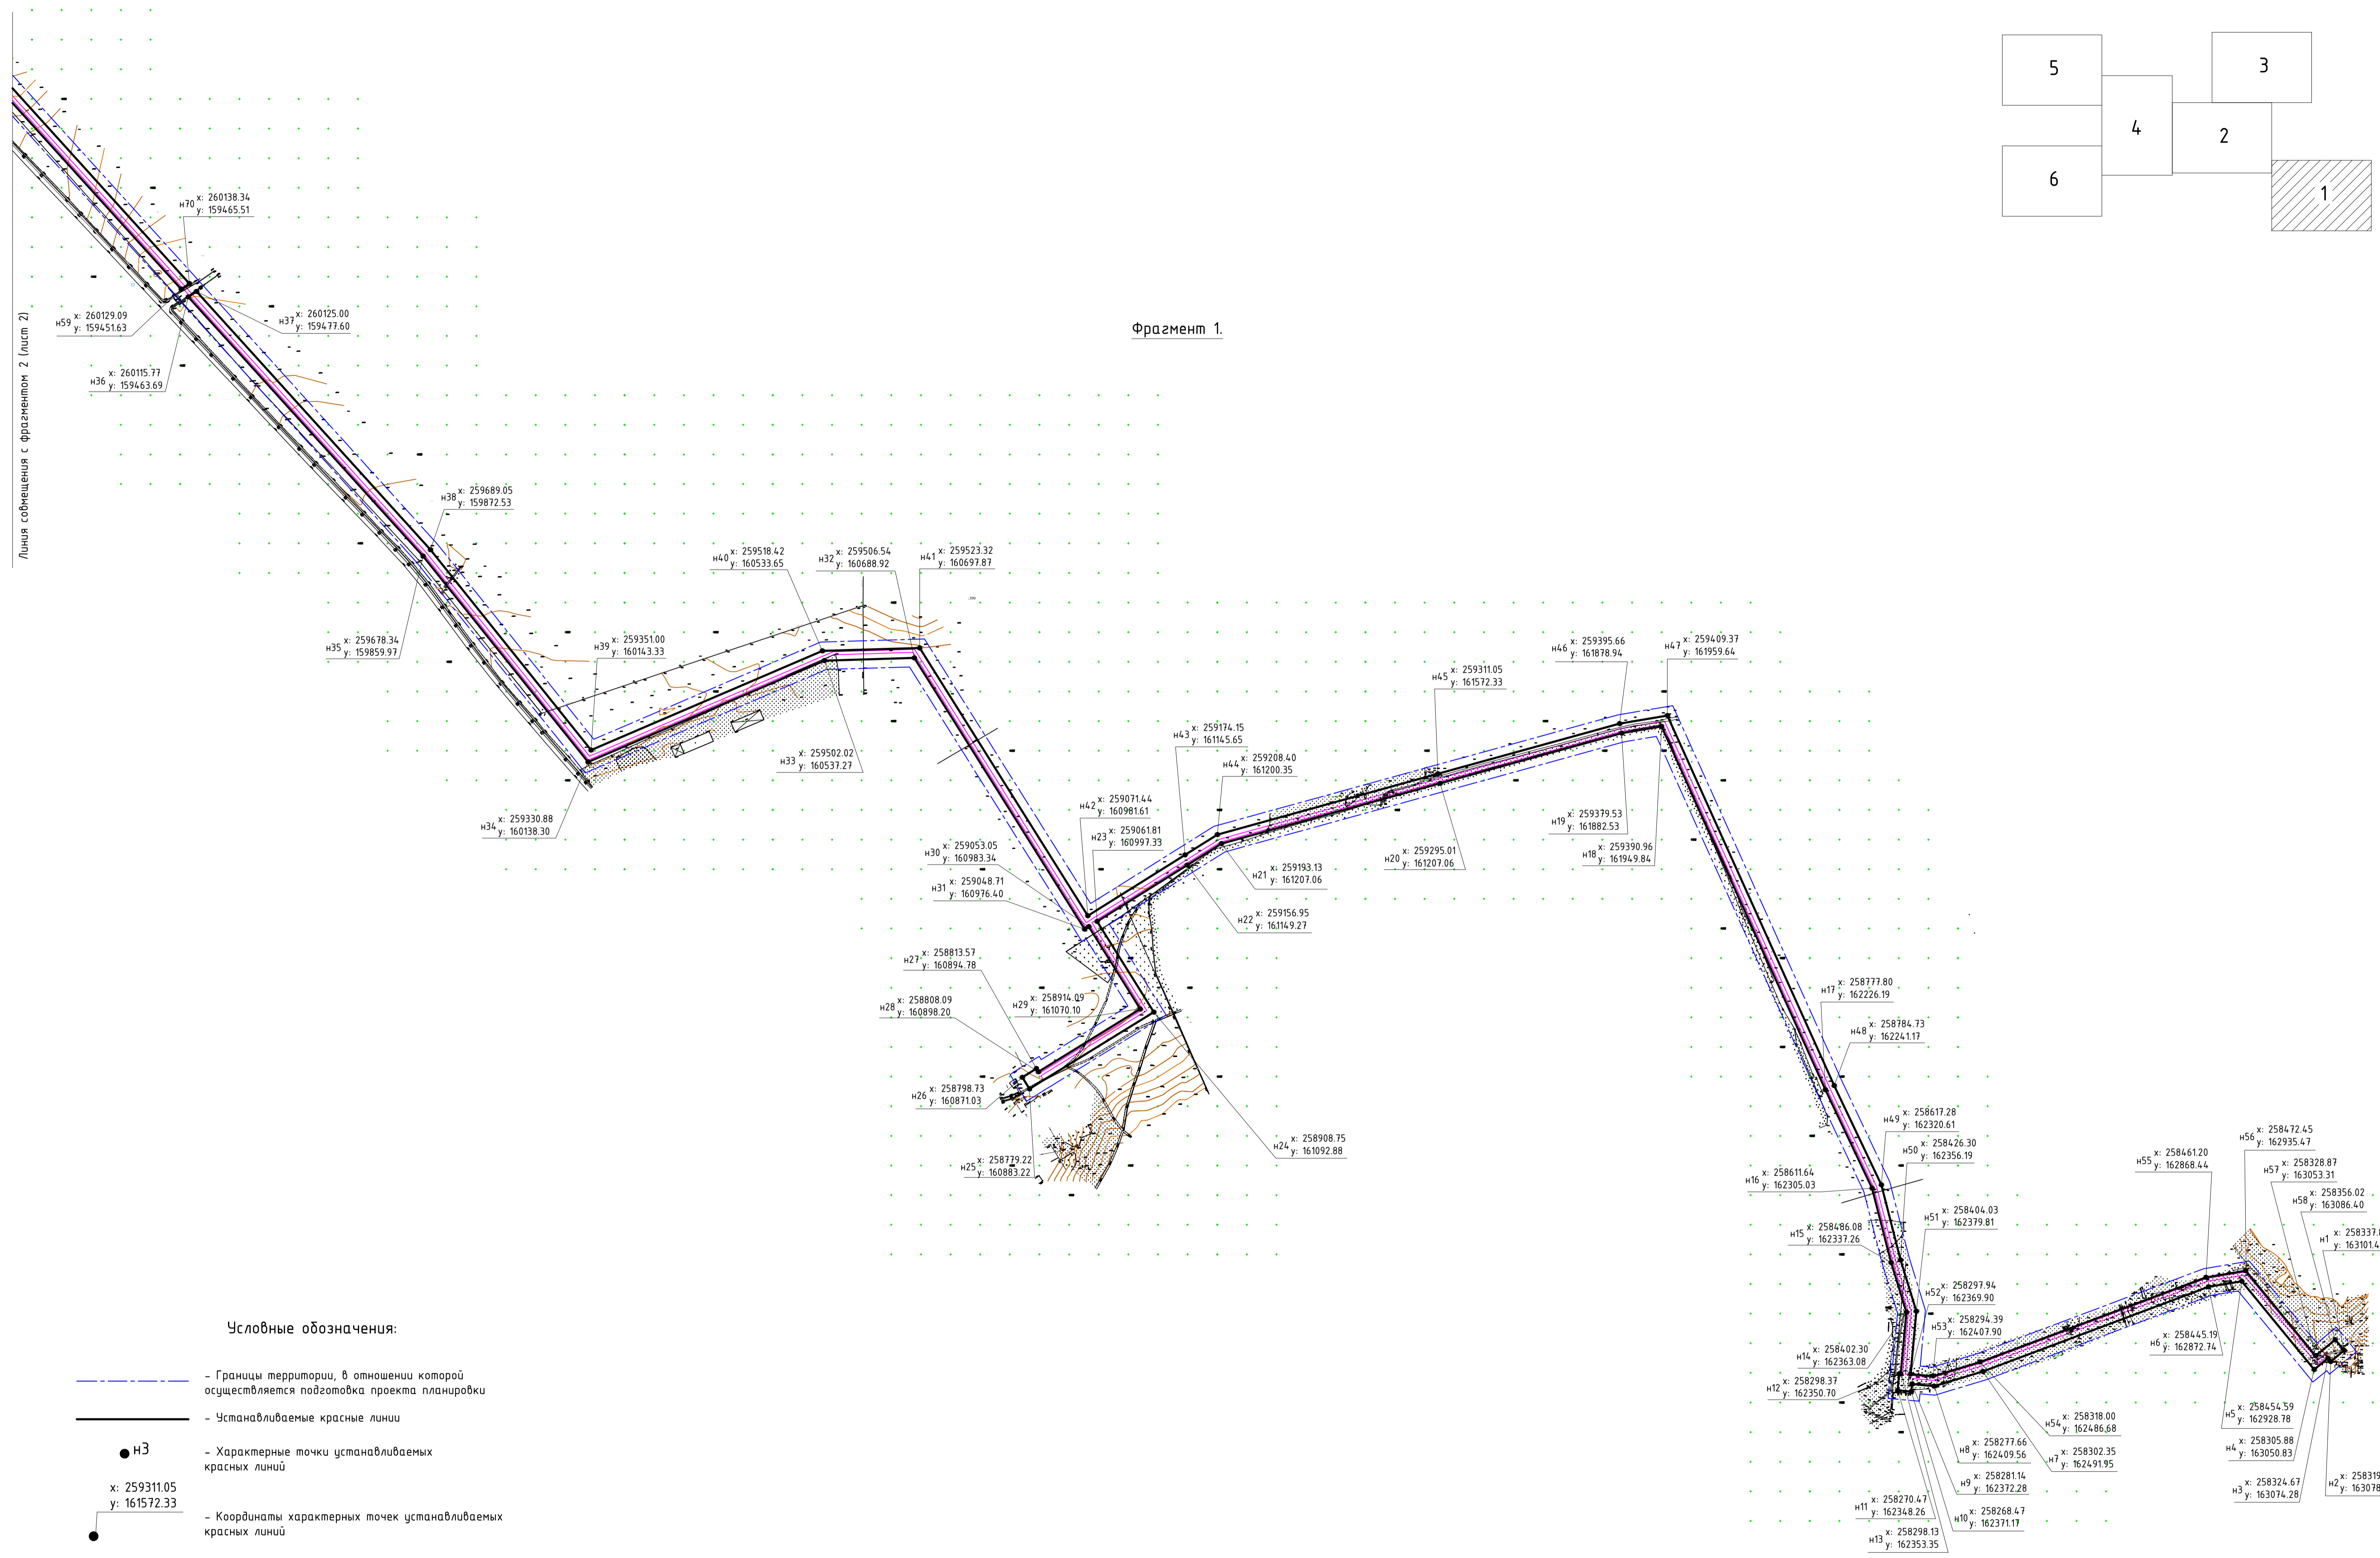 5
3
4
2
6
1
Фрагмент 1.
Линия совмещения с фрагментом 2 (лист 2)
н70 x: 260138.34
y: 159465.51
н59 x: 260129.09
y: 159451.63
н37 x: 260125.00
y: 159477.60
н36 x: 260115.77
y: 159463.69
н38 x: 259689.05
y: 159872.53
н35 x: 259678.34
y: 159859.97
н39 x: 259351.00
y: 160143.33
н34 x: 259330.88
y: 160138.30
н40 x: 259518.42
y: 160533.65
н32 x: 259506.54
y: 160688.92
н41 x: 259523.32
y: 160697.87
н33 x: 259502.02
y: 160537.27
н42 x: 259071.44
y: 160981.61
н23 x: 259061.81
y: 160997.33
н30 x: 259053.05
y: 160983.34
н31 x: 259048.71
y: 160976.40
н43 x: 259174.15
y: 161145.65
н44 x: 259208.40
y: 161200.35
н21 x: 259193.13
y: 161207.06
н22 x: 259156.95
y: 161149.27
н45 x: 259311.05
y: 161572.33
н20 x: 259295.01
y: 161207.06
н46 x: 259395.66
y: 161878.94
н47 x: 259409.37
y: 161959.64
н19 x: 259379.53
y: 161882.53
н18 x: 259390.96
y: 161949.84
н27 x: 258813.57
y: 160894.78
н28 x: 258808.09
y: 160898.20
н29 x: 258914.09
y: 161070.10
н26 x: 258798.73
y: 160871.03
н25 x: 258779.22
y: 160883.22
н24 x: 258908.75
y: 161092.88
н17 x: 258777.80
y: 162226.19
н48 x: 258784.73
y: 162241.17
н49 x: 258617.28
y: 162320.61
н50 x: 258426.30
y: 162356.19
н16 x: 258611.64
y: 162305.03
н51 x: 258404.03
y: 162379.81
н15 x: 258486.08
y: 162337.26
н52 x: 258297.94
y: 162369.90
н53 x: 258294.39
y: 162407.90
н14 x: 258402.30
y: 162363.08
н12 x: 258298.37
y: 162350.70
н54 x: 258318.00
y: 162486.68
н8 x: 258277.66
y: 162409.56
н7 x: 258302.35
y: 162491.95
н9 x: 258281.14
y: 162372.28
н11 x: 258270.47
y: 162348.26
н10 x: 258268.47
y: 162371.17
н13 x: 258298.13
y: 162353.35
н55 x: 258461.20
y: 162868.44
н56 x: 258472.45
y: 162935.47
н57 x: 258328.87
y: 163053.31
н58 x: 258356.02
y: 163086.40
н1 x: 258337.
y: 163101.4
н6 x: 258445.19
y: 162872.74
н5 x: 258454.59
y: 162928.78
н4 x: 258305.88
y: 163050.83
н3 x: 258324.67
y: 163074.28
н2 x: 258319
y: 163078
Условные обозначения:
– Границы территории, в отношении которой
осуществляется подготовка проекта планировки
– Устанавливаемые красные линии
н3
– Характерные точки устанавливаемых
красных линий
x: 259311.05
y: 161572.33
– Координаты характерных точек устанавливаемых
красных линий